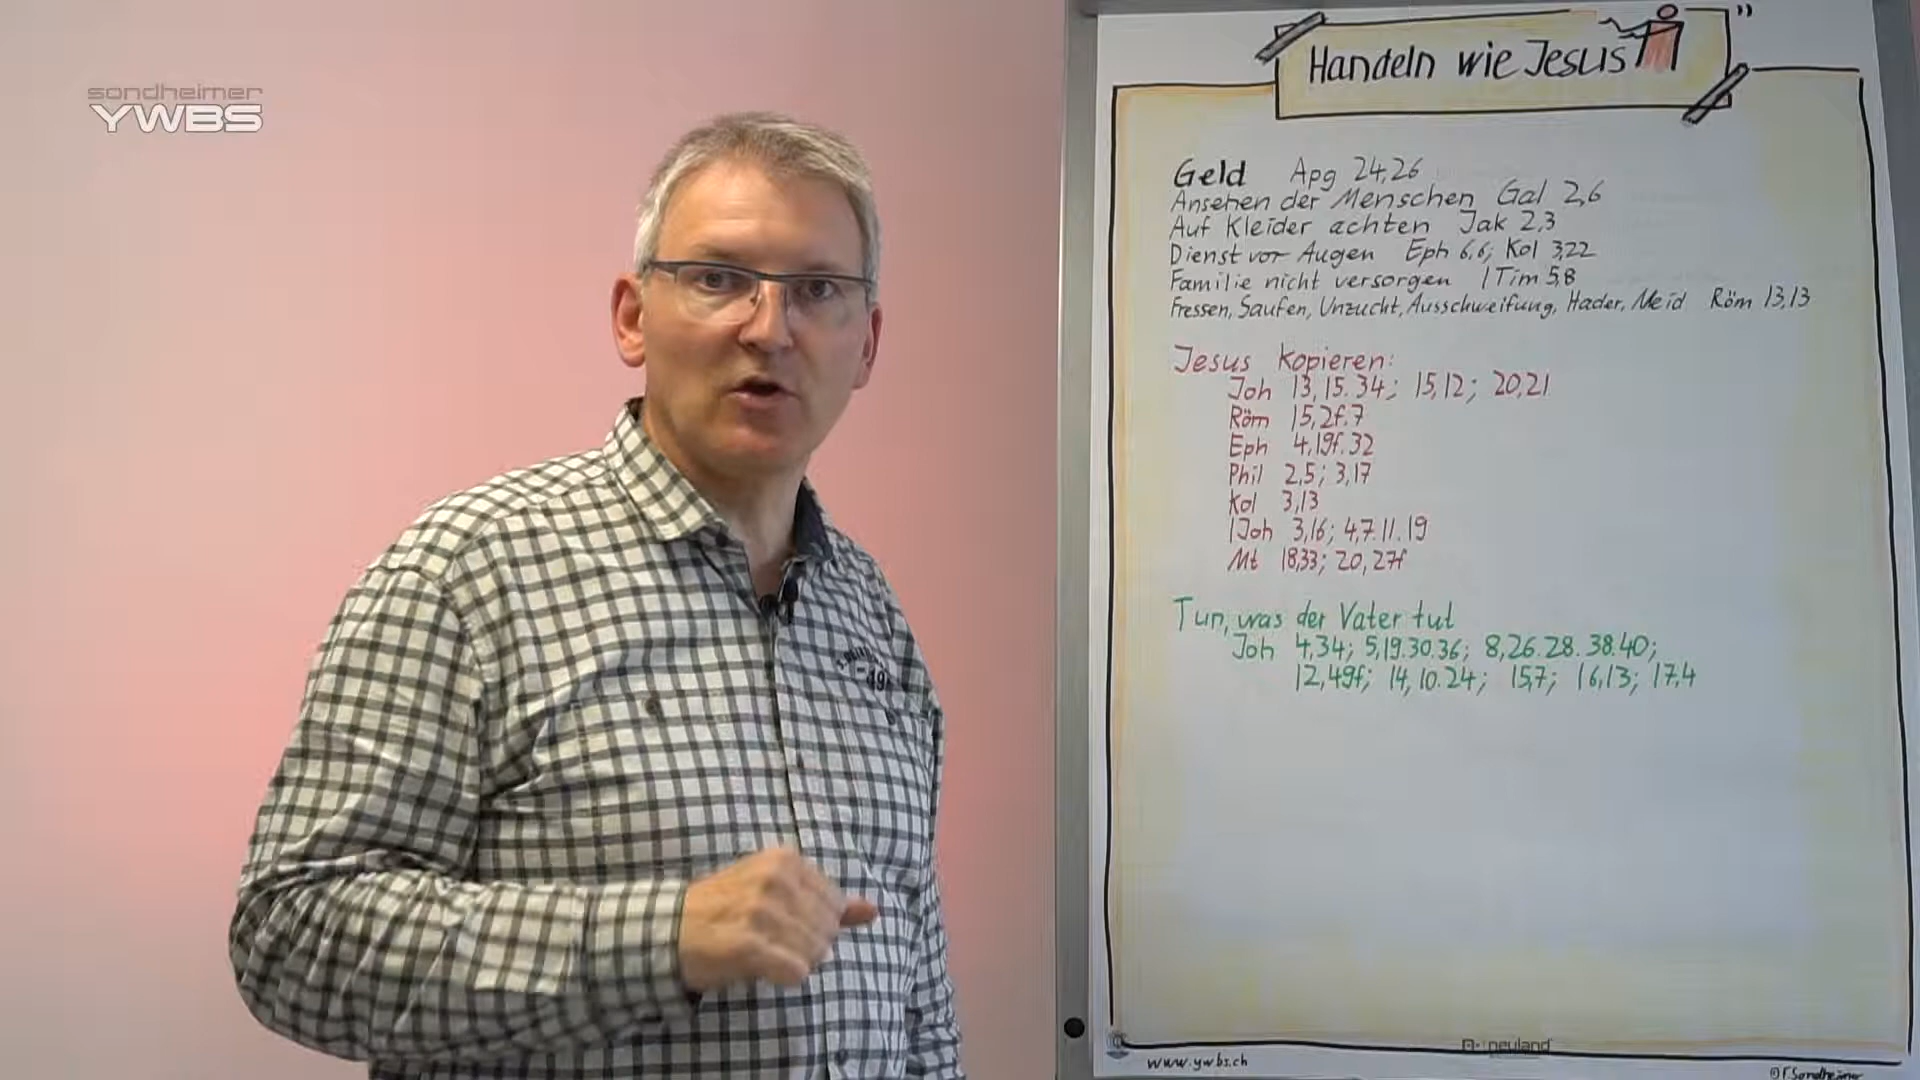 sondheimer
YWBS
Handeln wie Jesus
Geld Apg 24,26
Ansehen der Menschen Gal 2,6
Auf Kleider achten Jak 2,3
Dienst vor Augen Eph 6,6; Kol 3,22
Familie nicht versorgen 1 Tim 5,8
Fressen, Saufen, Unzucht, Ausschweifung, Hader, Neid Röm 13,13
Jesus kopieren:
Joh 13,15.34; 15,12; 20,21
Röm 15,2f.7
Eph 4,19f.32
Phil 2,5; 3,17
Kol 3,13
1Joh 3,16; 4,7.11.19
Mt 18,33; 20,27f
Tun, was der Vater tut
Joh 4,34; 5,19.30.36; 8,26.28.38.40;
12,49f; 14,10.24; 15,7; 16,13; 17,4
neuland
www.ywbs.ch
©F.Sondheimer
49